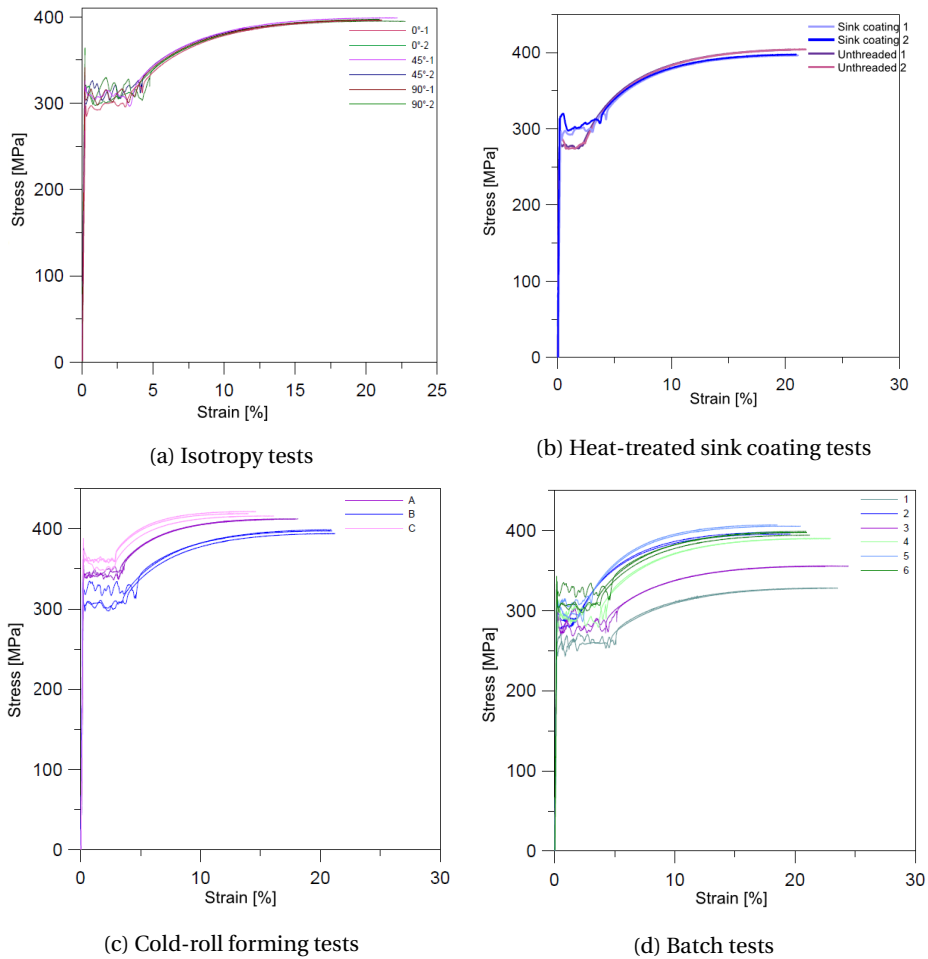 400
300
200
100
0
Stress [MPa]
0 5 10 15 20 25
Strain [%]
0°-1
0°-2
45°-1
45°-2
90°-1
90°-2
(a) Isotropy tests
400
300
200
100
0
Stress [MPa]
0 10 20 30
Strain [%]
Sink coating 1
Sink coating 2
Unthreaded 1
Unthreaded 2
(b) Heat-treated sink coating tests
400
300
200
100
0
Stress [MPa]
0 10 20 30
Strain [%]
A
B
C
(c) Cold-roll forming tests
400
300
200
100
0
Stress [MPa]
0 10 20 30
Strain [%]
1
2
3
4
5
6
(d) Batch tests